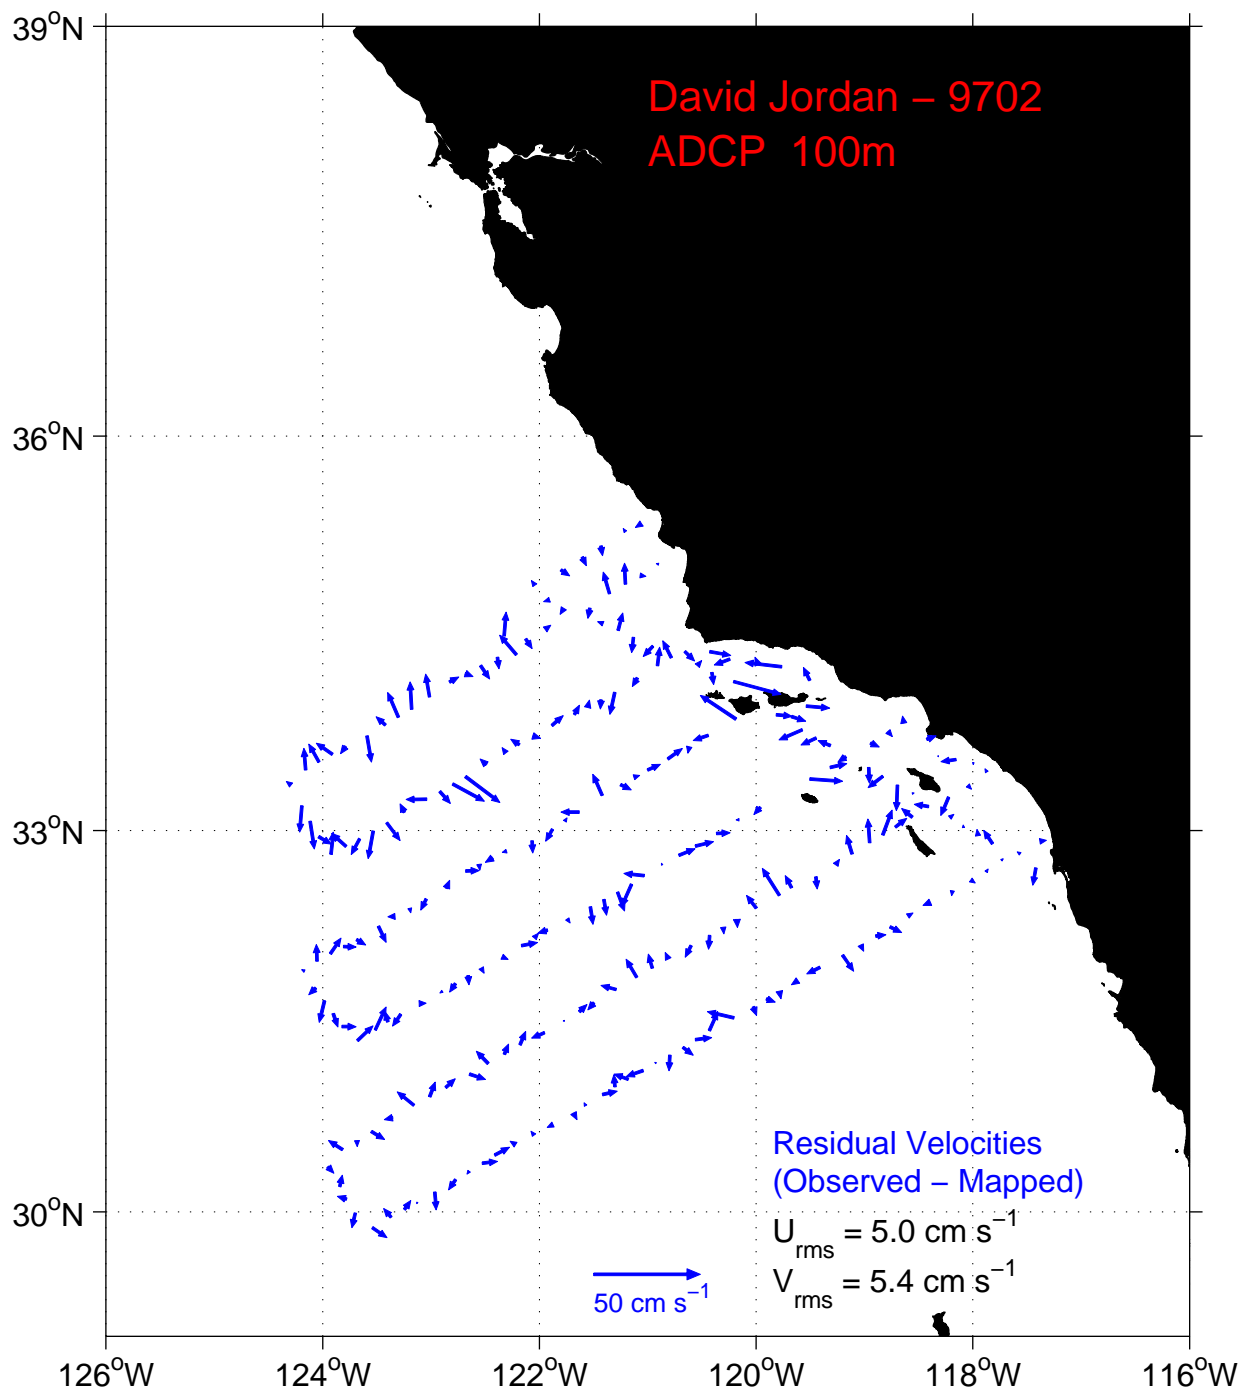 39°N
David Jordan – 9702
ADCP 100m
36°N
33°N
30°N
Residual Velocities
(Observed – Mapped)
U_rms = 5.0 cm s⁻¹
V_rms = 5.4 cm s⁻¹
50 cm s⁻¹
126°W 124°W 122°W 120°W 118°W 116°W